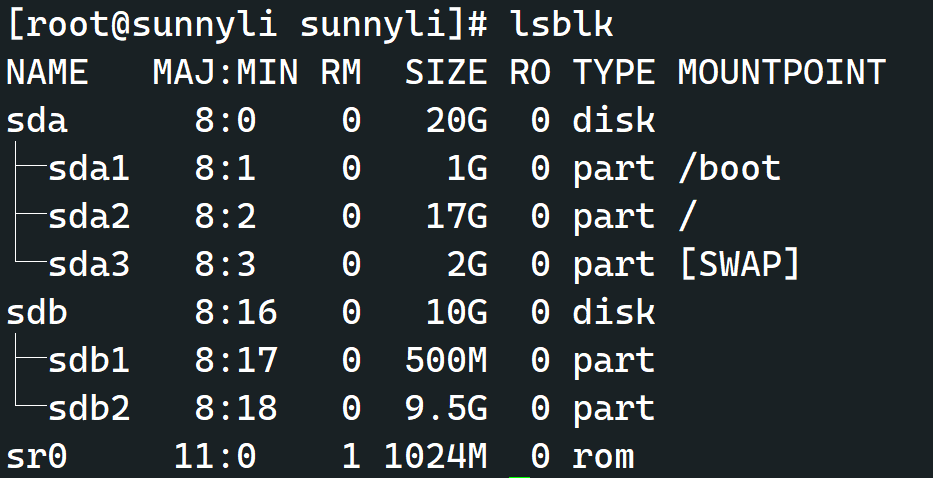 [root@sunnyli sunnyli]# lsblk
NAME   MAJ:MIN RM  SIZE RO TYPE MOUNTPOINT
sda      8:0    0   20G  0 disk
├─sda1   8:1    0    1G  0 part /boot
├─sda2   8:2    0   17G  0 part /
└─sda3   8:3    0    2G  0 part [SWAP]
sdb      8:16   0   10G  0 disk
├─sdb1   8:17   0  500M  0 part
└─sdb2   8:18   0  9.5G  0 part
sr0     11:0    1 1024M  0 rom